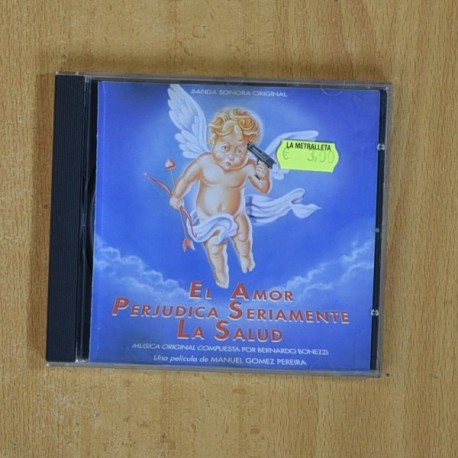 BANDA SONORA ORIGINAL
LA METRALLETA
€ 3,00
EL AMOR
PERJUDICA SERIAMENTE
LA SALUD
MUSICA ORIGINAL COMPUESTA POR BERNARDO BONEZZI
Una película de MANUEL GOMEZ PEREIRA